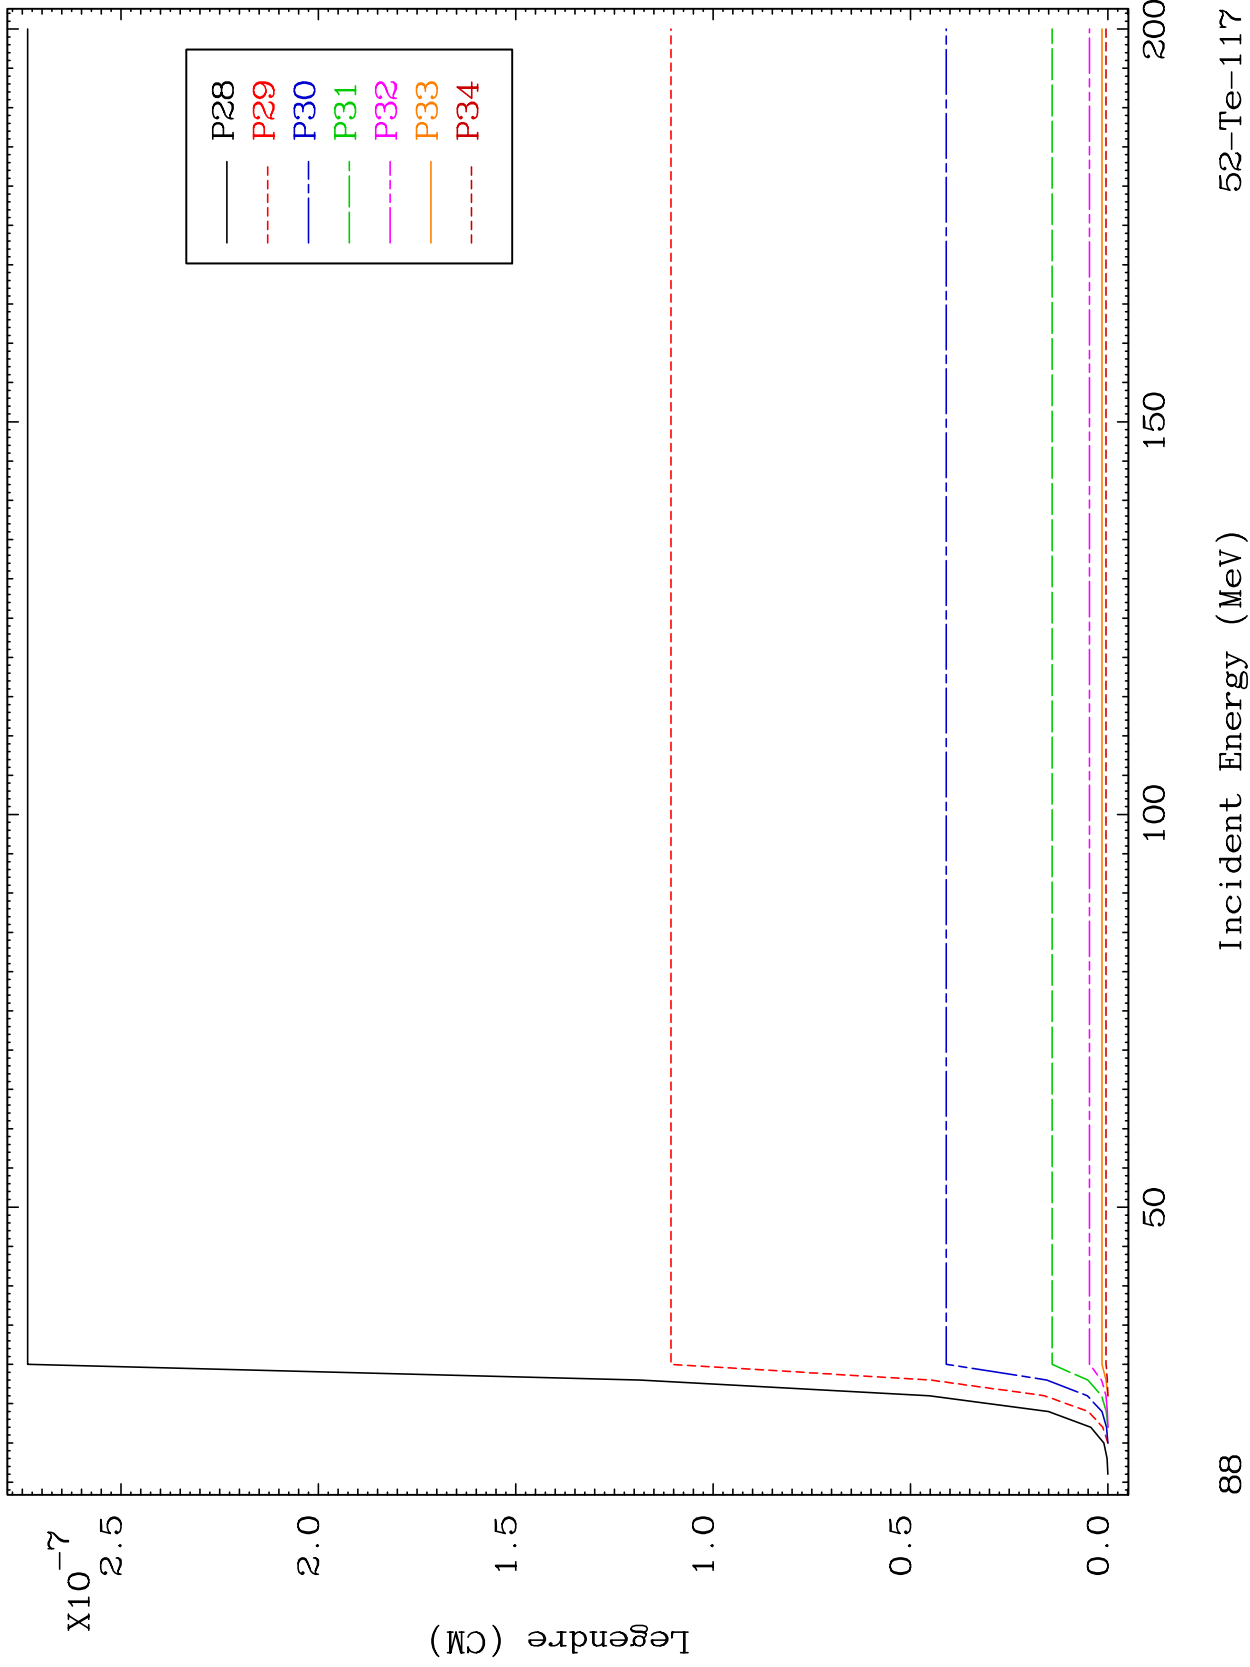 X10-7
2.5
2.0
1.5
1.0
0.5
0.0
Legendre (CM)
P28
P29
P30
P31
P32
P33
P34
50
100
150
200
88
Incident Energy (MeV)
52-Te-117